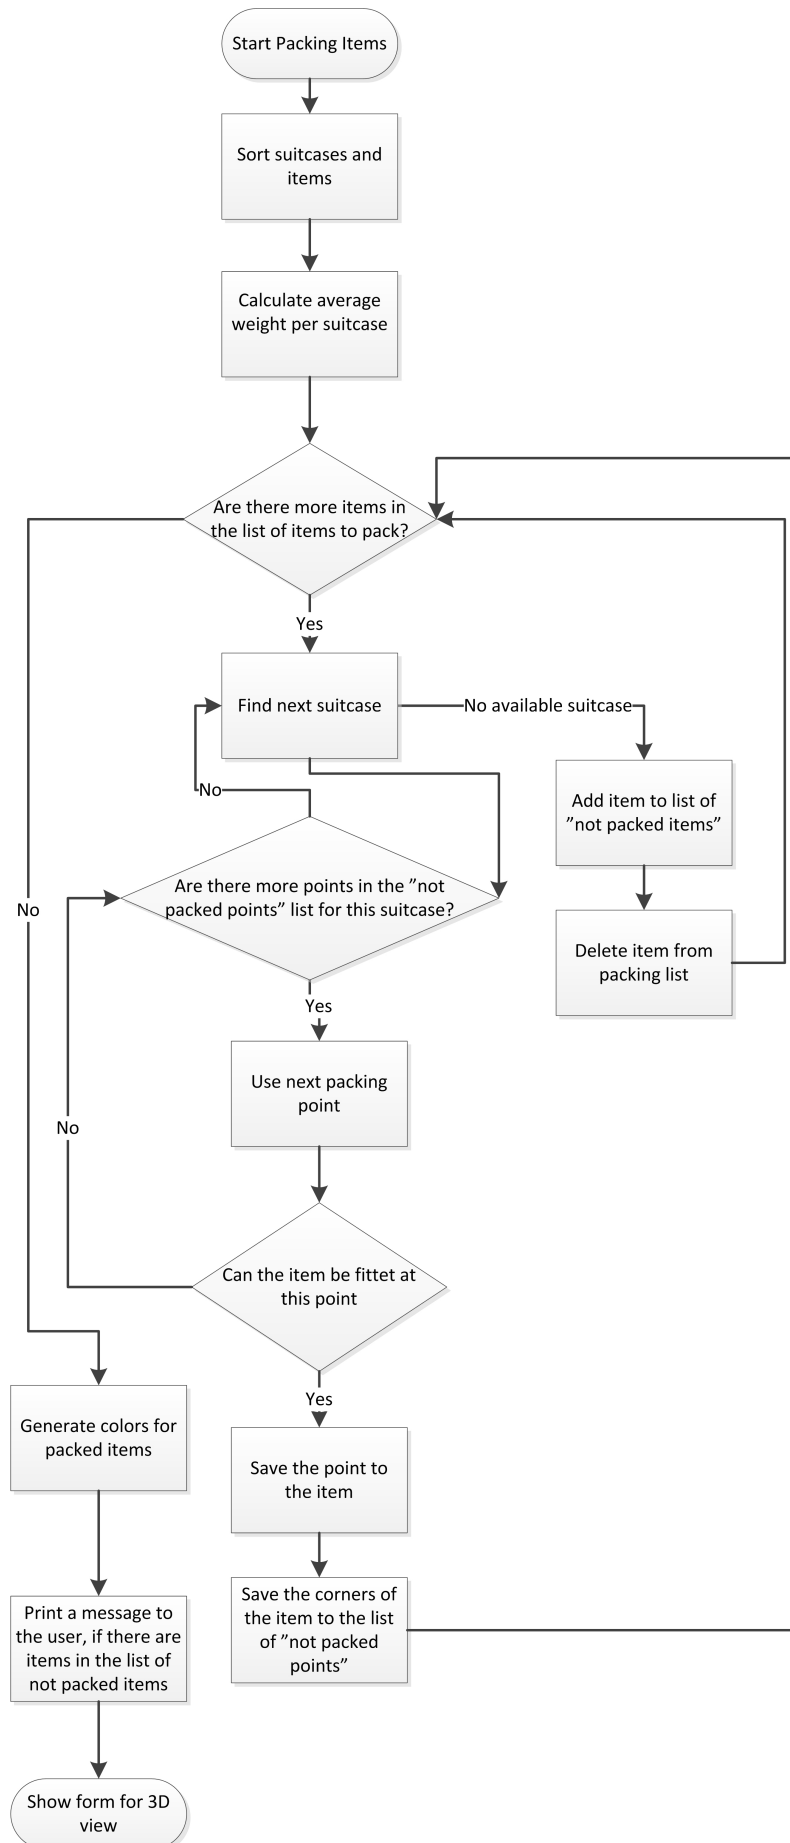 Start Packing Items
Sort suitcases and
items
Calculate average
weight per suitcase
Are there more items in
the list of items to pack?
Yes
Find next suitcase
No available suitcase
No
Add item to list of
”not packed items”
Are there more points in the ”not
packed points” list for this suitcase?
No
Delete item from
packing list
Yes
Use next packing
point
No
Can the item be fittet at
this point
Yes
Generate colors for
packed items
Save the point to
the item
Save the corners of
the item to the list
of ”not packed
points”
Print a message to
the user, if there are
items in the list of
not packed items
Show form for 3D
view